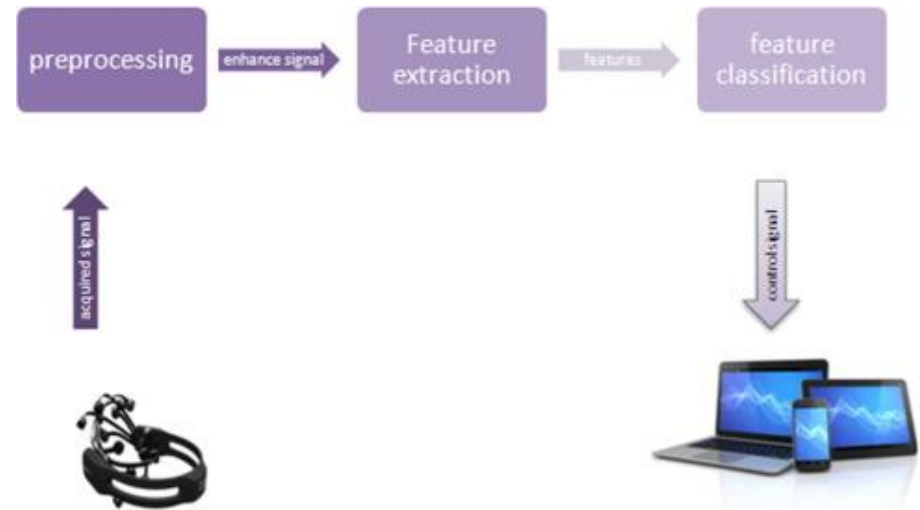 preprocessing
enhance signal
Feature
extraction
features
feature
classification
acquired signal
control signal